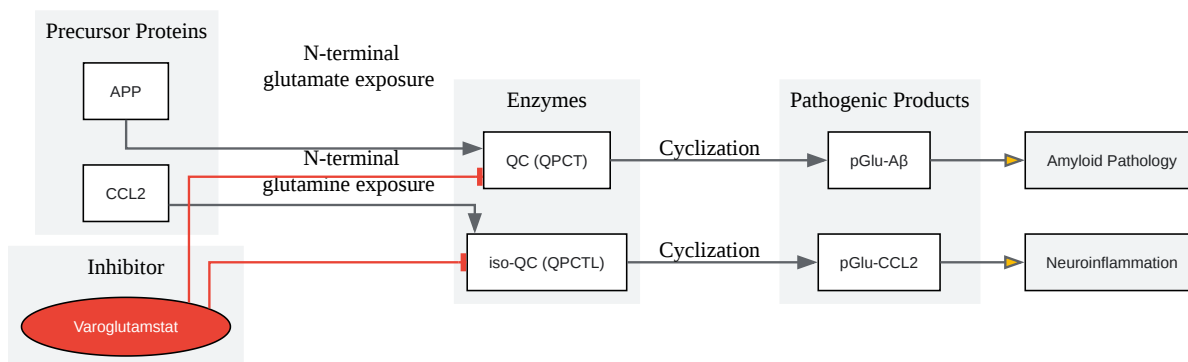 Precursor Proteins
APP
CCL2
N-terminal
glutamate exposure
N-terminal
glutamine exposure
Inhibitor
Varoglutamstat
Enzymes
QC (QPCT)
iso-QC (QPCTL)
Cyclization
Cyclization
Pathogenic Products
pGlu-Aβ
pGlu-CCL2
Amyloid Pathology
Neuroinflammation